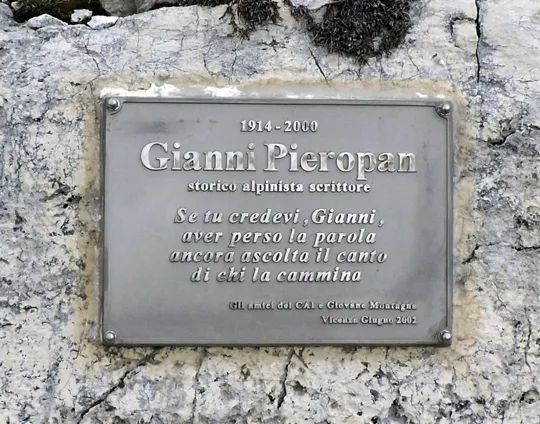 1914-2000
Gianni Pieropan
storico alpinista scrittore
Se tu credevi, Gianni,
aver perso la parola
ancora ascolta il canto
di chi la cammina
Gli amici del CAI e Giovane Montagna
Vicenza Giugno 2002